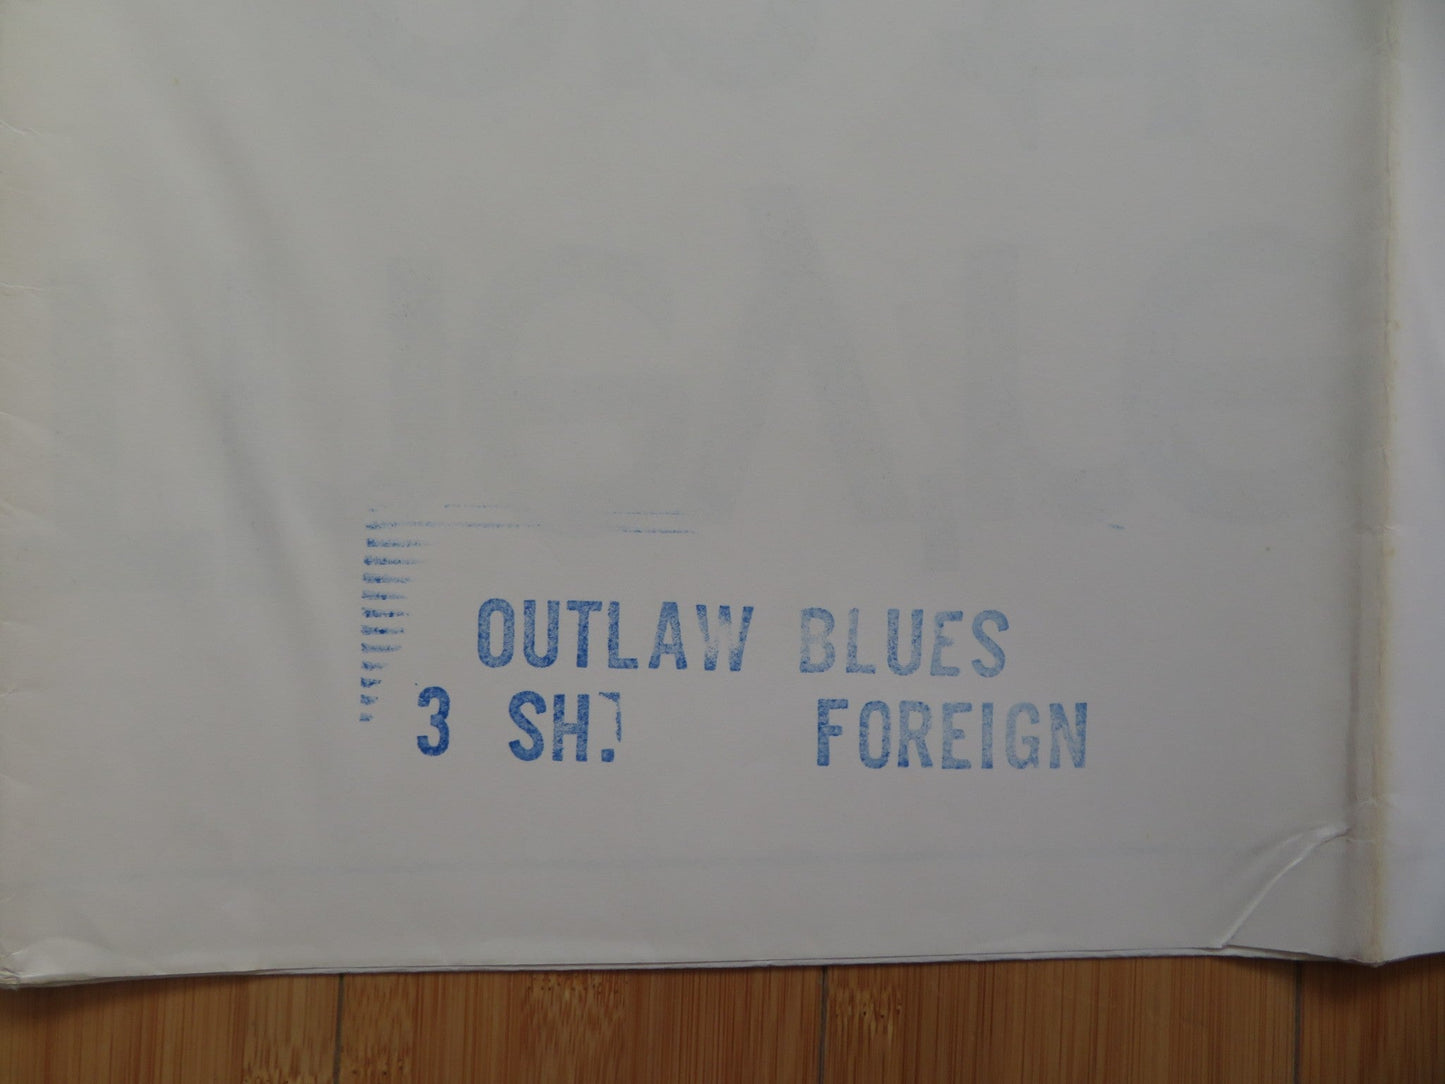 OUTLAW BLUES
3 SH. FOREIGN